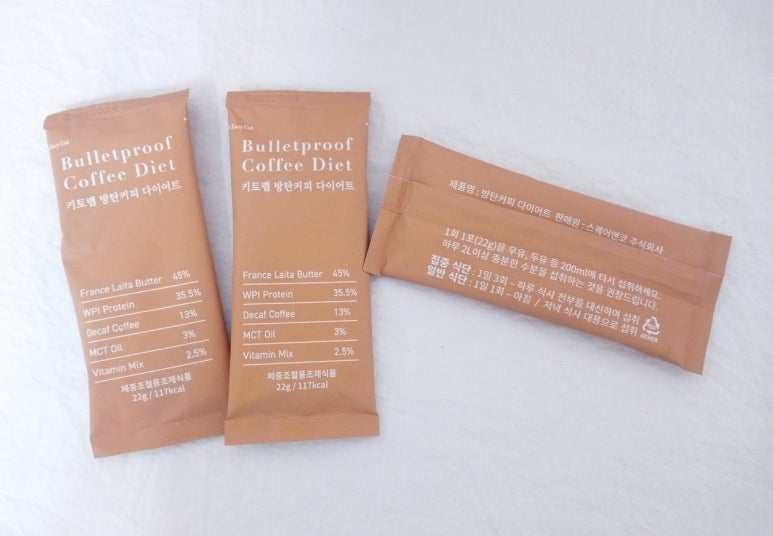 Easy Cut
Bulletproof
Coffee Diet
키토램 방탄커피 다이어트
France Laita Butter 45%
WPI Protein 35.5%
Decaf Coffee 13%
MCT Oil 3%
Vitamin Mix 2.5%
체중조절용조제식품
22g / 117kcal
Easy Cut
Bulletproof
Coffee Diet
키토램 방탄커피 다이어트
France Laita Butter 45%
WPI Protein 35.5%
Decaf Coffee 13%
MCT Oil 3%
Vitamin Mix 2.5%
체중조절용조제식품
22g / 117kcal
제품명 : 방탄커피 다이어트 판매원 : 스퀘어앤코 주식회사
1회 1포(22g)을 우유, 두유 등 200ml에 타서 섭취하세요.
하루 2L이상 충분한 수분을 섭취하는 것을 권장드립니다.
집중 식단 : 1일 3회 – 하루 식사 전부를 대신하여 섭취
일반 식단 : 1일 1회 – 아침 / 저녁 식사 대용으로 섭취
OTHER